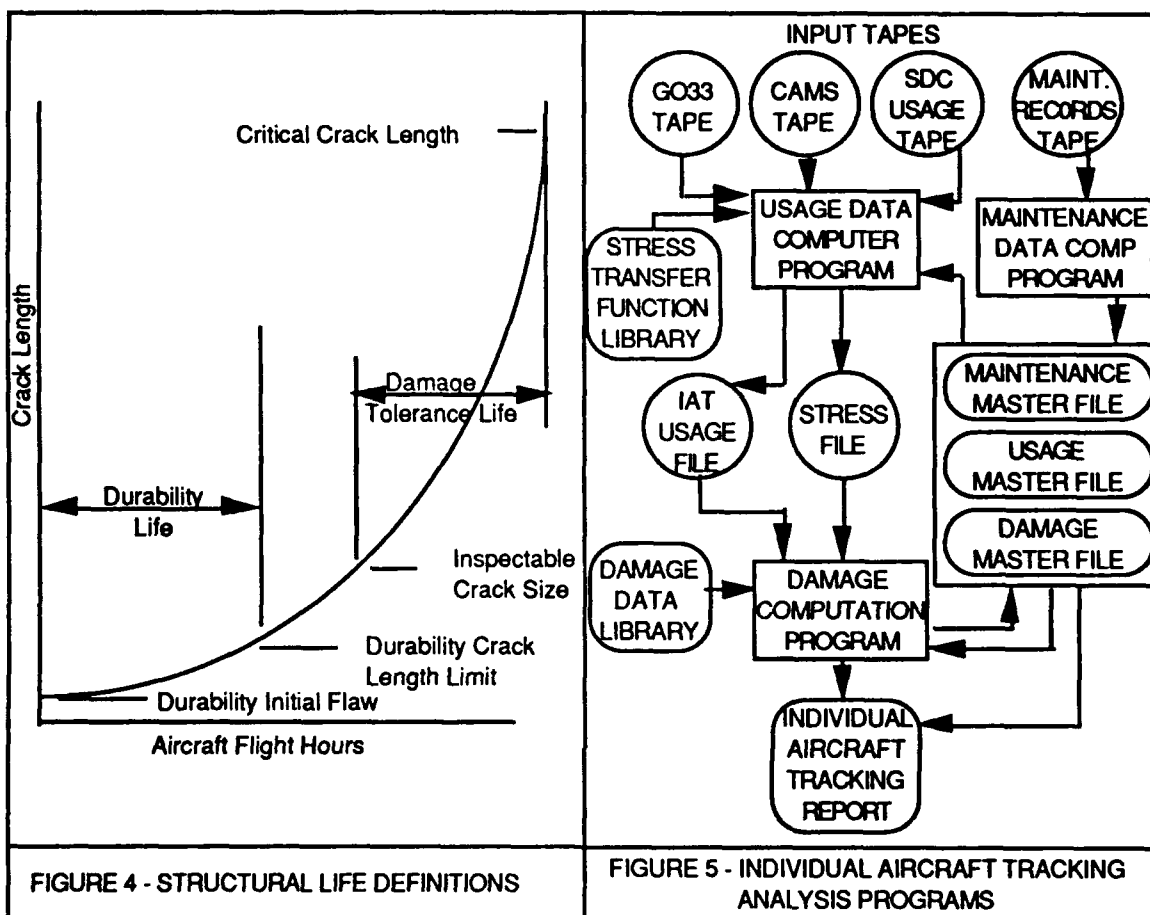 Critical Crack Length
Crack Length
Damage
Tolerance Life
Durability
Life
Inspectable
Crack Size
Durability Crack
Length Limit
Durability Initial Flaw
Aircraft Flight Hours
FIGURE 4 - STRUCTURAL LIFE DEFINITIONS
INPUT TAPES
GO33
TAPE
CAMS
TAPE
SDC
USAGE
TAPE
MAINT.
RECORDS
TAPE
USAGE DATA
COMPUTER
PROGRAM
MAINTENANCE
DATA COMP
PROGRAM
STRESS
TRANSFER
FUNCTION
LIBRARY
MAINTENANCE
MASTER FILE
USAGE
MASTER FILE
DAMAGE
MASTER FILE
IAT
USAGE
FILE
STRESS
FILE
DAMAGE
DATA
LIBRARY
DAMAGE
COMPUTATION
PROGRAM
INDIVIDUAL
AIRCRAFT
TRACKING
REPORT
FIGURE 5 - INDIVIDUAL AIRCRAFT TRACKING
ANALYSIS PROGRAMS